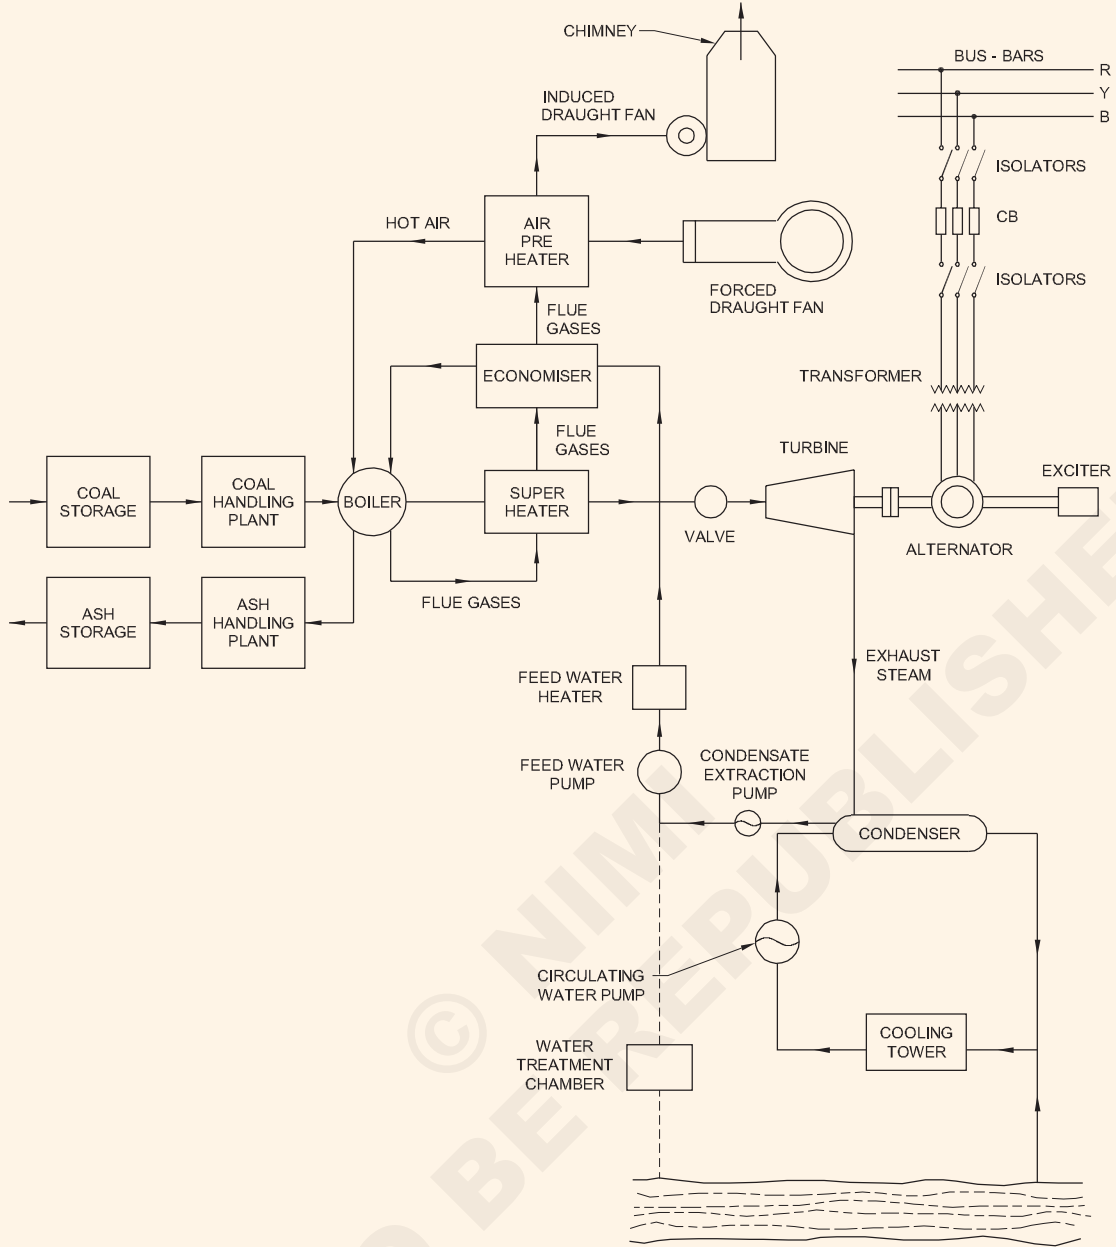 CHIMNEY
BUS - BARS
R
Y
B
INDUCED
DRAUGHT FAN
ISOLATORS
CB
ISOLATORS
HOT AIR
AIR
PRE
HEATER
FORCED
DRAUGHT FAN
FLUE
GASES
ECONOMISER
TRANSFORMER
FLUE
GASES
TURBINE
EXCITER
COAL
STORAGE
COAL
HANDLING
PLANT
BOILER
SUPER
HEATER
VALVE
ALTERNATOR
FLUE GASES
ASH
STORAGE
ASH
HANDLING
PLANT
EXHAUST
STEAM
FEED WATER
HEATER
FEED WATER
PUMP
CONDENSATE
EXTRACTION
PUMP
CONDENSER
CIRCULATING
WATER PUMP
COOLING
TOWER
WATER
TREATMENT
CHAMBER
© NIMI
O BE REPUBLISHE